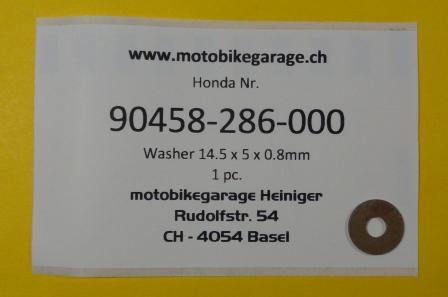 www.motobikegarage.ch
Honda Nr.
90458-286-000
Washer 14.5 x 5 x 0.8mm
1 pc.
motobikegarage Heiniger
Rudolfstr. 54
CH - 4054 Basel